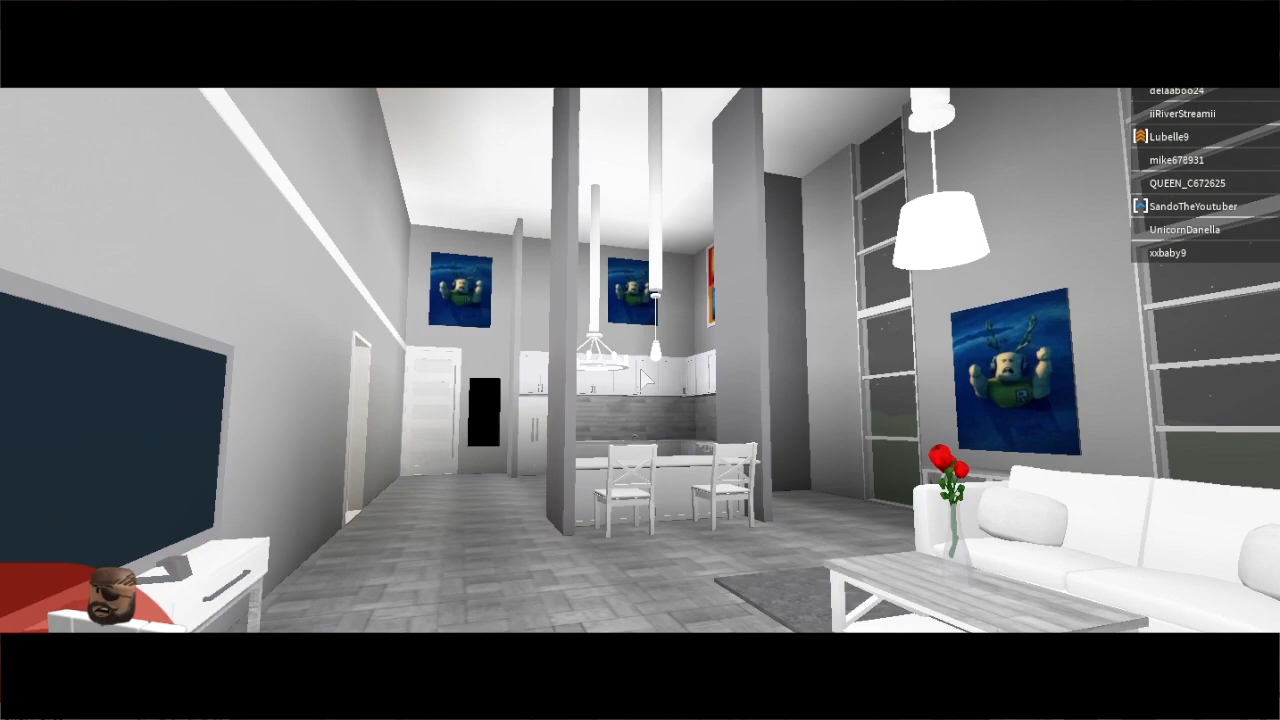 delaaboo24
iiRiverStreamii
Lubelle9
mike678931
QUEEN_C672625
SandoTheYoutuber
UnicornDanella
xxbaby9
R